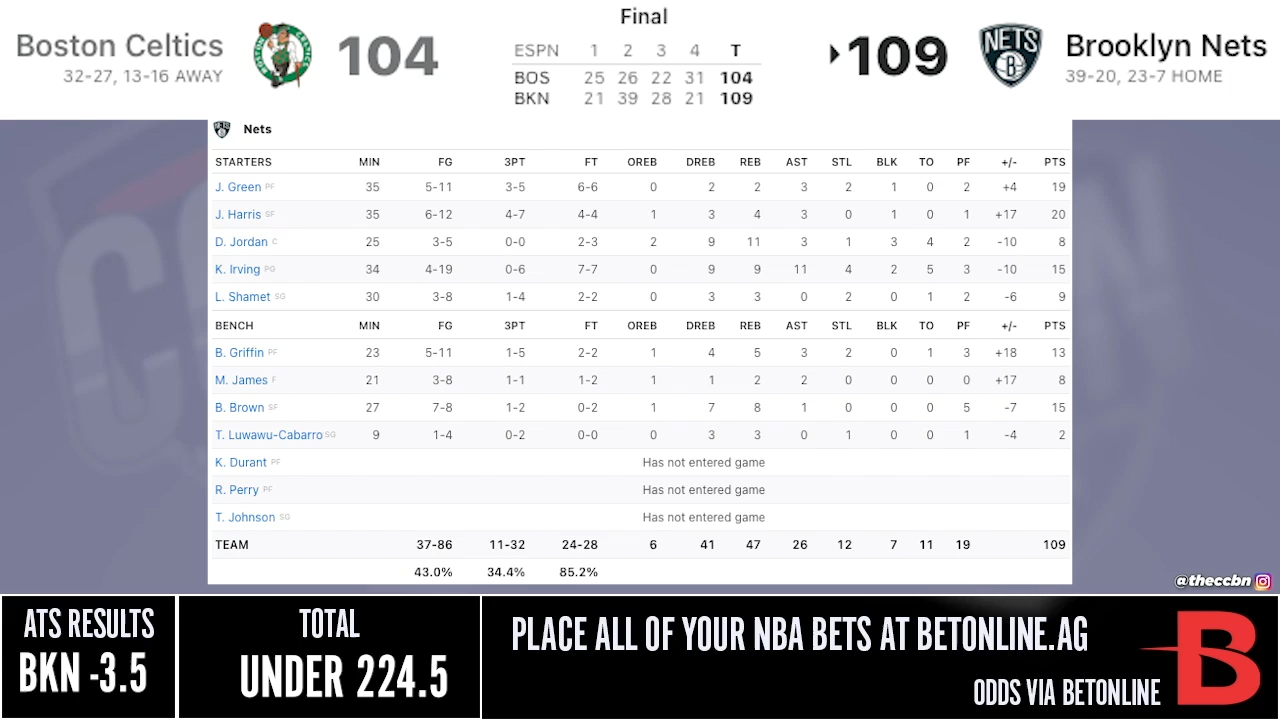 Final
Boston Celtics
32-27, 13-16 AWAY
BOSTON CELTICS
104
ESPN 1 2 3 4 T
BOS 25 26 22 31 104
BKN 21 39 28 21 109
109
NETS
B
Brooklyn Nets
39-20, 23-7 HOME
NETS Nets
STARTERS MIN FG 3PT FT OREB DREB REB AST STL BLK TO PF +/- PTS
J. Green PF 35 5-11 3-5 6-6 0 2 2 3 2 1 0 2 +4 19
J. Harris SF 35 6-12 4-7 4-4 1 3 4 3 0 1 0 1 +17 20
D. Jordan C 25 3-5 0-0 2-3 2 9 11 3 1 3 4 2 -10 8
K. Irving PG 34 4-19 0-6 7-7 0 9 9 11 4 2 5 3 -10 15
L. Shamet SG 30 3-8 1-4 2-2 0 3 3 0 2 0 1 2 -6 9
BENCH MIN FG 3PT FT OREB DREB REB AST STL BLK TO PF +/- PTS
B. Griffin PF 23 5-11 1-5 2-2 1 4 5 3 2 0 1 3 +18 13
M. James F 21 3-8 1-1 1-2 1 1 2 2 0 0 0 0 +17 8
B. Brown SF 27 7-8 1-2 0-2 1 7 8 1 0 0 0 5 -7 15
T. Luwawu-Cabarro SG 9 1-4 0-2 0-0 0 3 3 0 1 0 0 1 -4 2
K. Durant PF Has not entered game
R. Perry PF Has not entered game
T. Johnson SG Has not entered game
TEAM 37-86 11-32 24-28 6 41 47 26 12 7 11 19 109
43.0% 34.4% 85.2%
@theccbn
ATS RESULTS
BKN -3.5
TOTAL
UNDER 224.5
PLACE ALL OF YOUR NBA BETS AT BETONLINE.AG
ODDS VIA BETONLINE
B